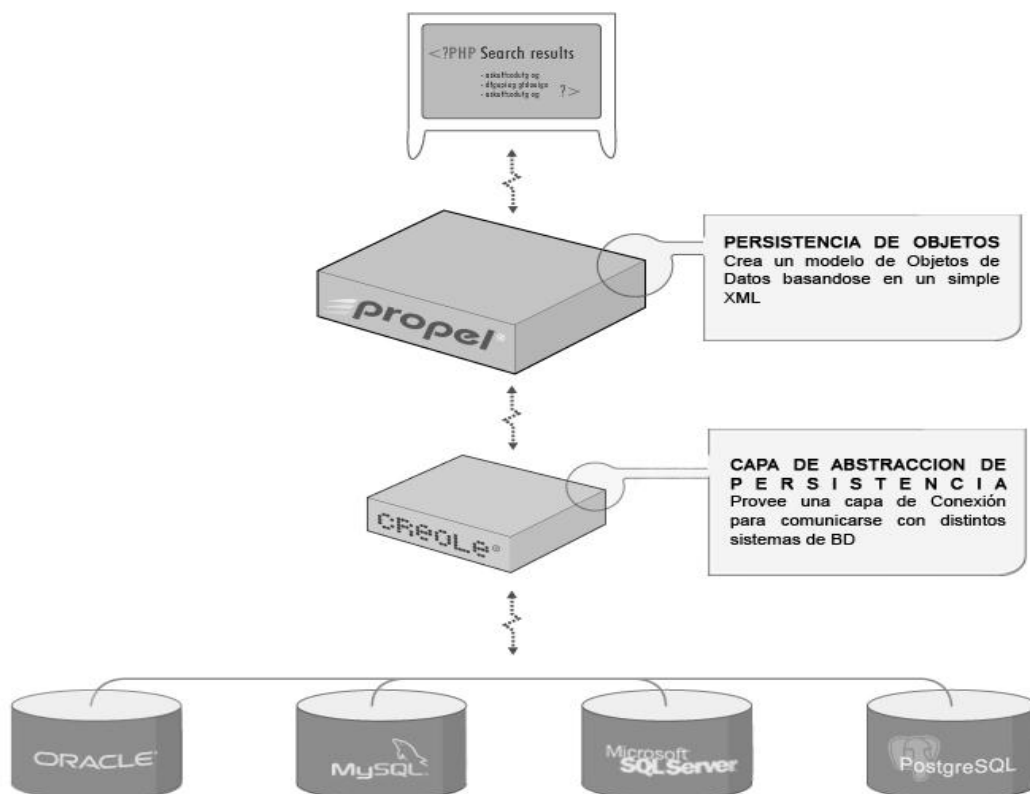 <?PHP Search results
?>
PERSISTENCIA DE OBJETOS
Crea un modelo de Objetos de
Datos basandose en un simple
XML
propel
CAPA DE ABSTRACCION DE
PERSISTENCIA
Provee una capa de Conexión
para comunicarse con distintos
sistemas de BD
CReoLe
ORACLE
MySQL
Microsoft
SQL Server
PostgreSQL